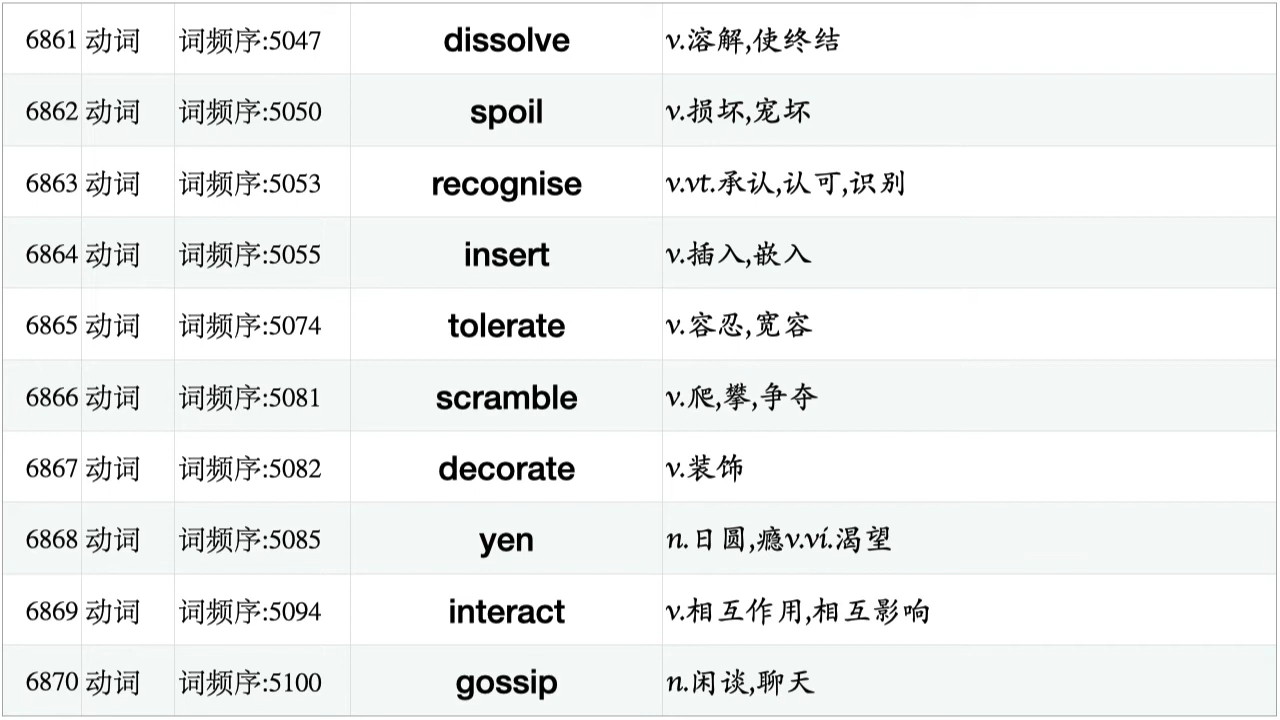 6861 动词 词频序:5047 dissolve v.溶解,使终结
6862 动词 词频序:5050 spoil v.损坏,宠坏
6863 动词 词频序:5053 recognise v.vt.承认,认可,识别
6864 动词 词频序:5055 insert v.插入,嵌入
6865 动词 词频序:5074 tolerate v.容忍,宽容
6866 动词 词频序:5081 scramble v.爬,攀,争夺
6867 动词 词频序:5082 decorate v.装饰
6868 动词 词频序:5085 yen n.日圆,瘾v.vi.渴望
6869 动词 词频序:5094 interact v.相互作用,相互影响
6870 动词 词频序:5100 gossip n.闲谈,聊天